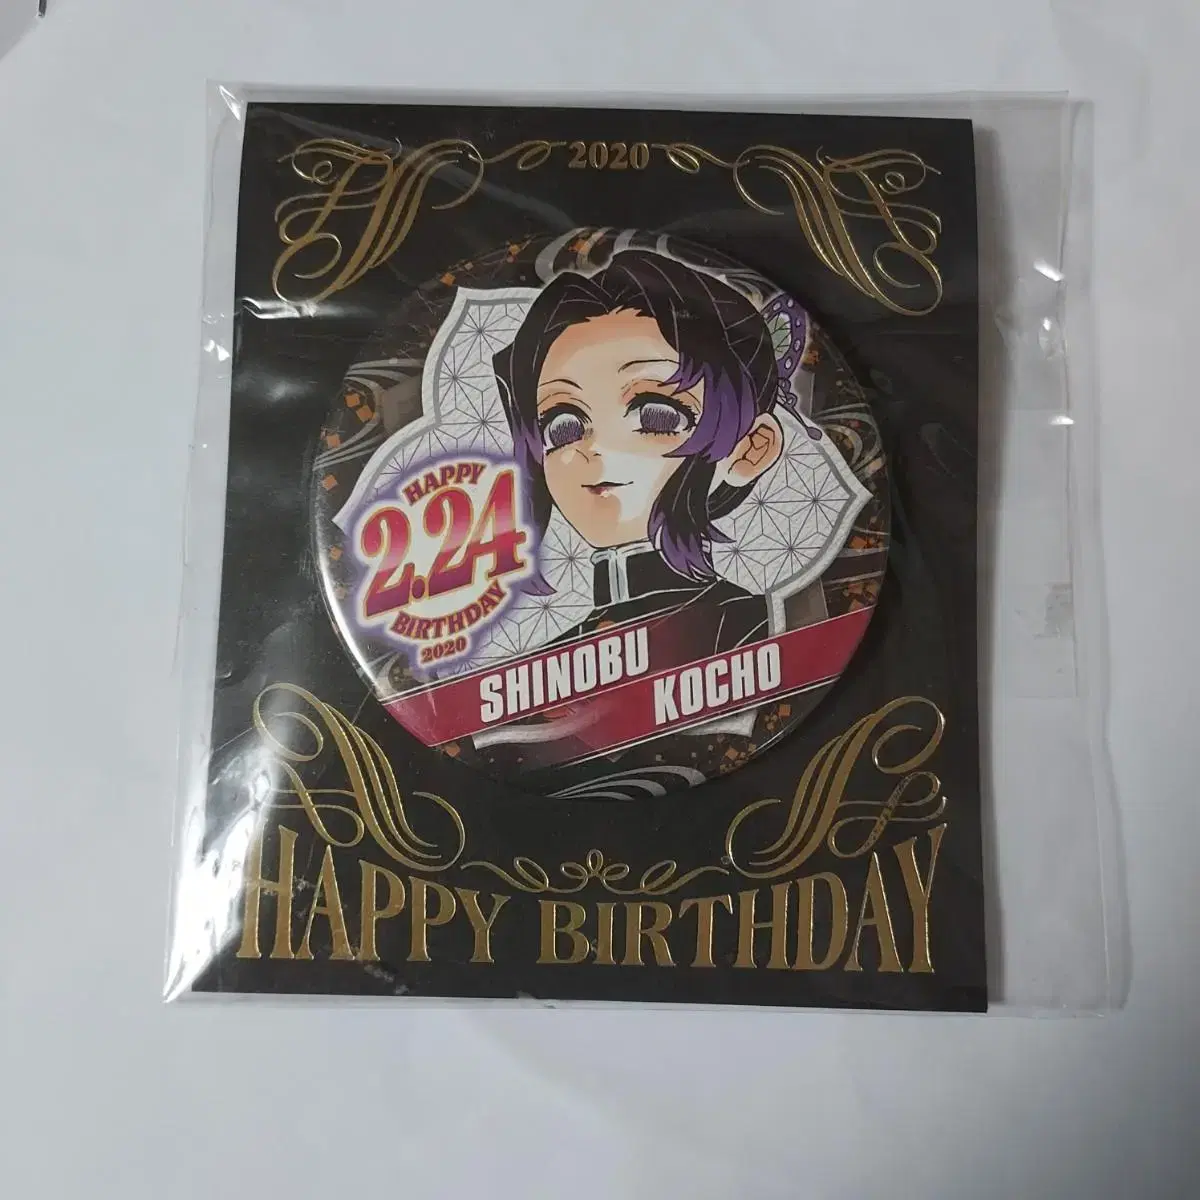 2020
HAPPY
2.24
BIRTHDAY
2020
SHINOBU
KOCHO
HAPPY BIRTHDAY